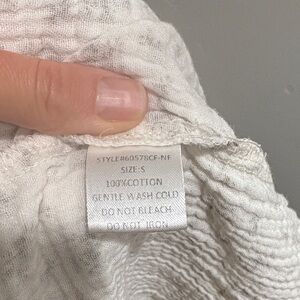 STYLE#60578CF-NF
SIZE:S
100%COTTON
GENTLE WASH COLD
DO NOT BLEACH
DO NOT IRON